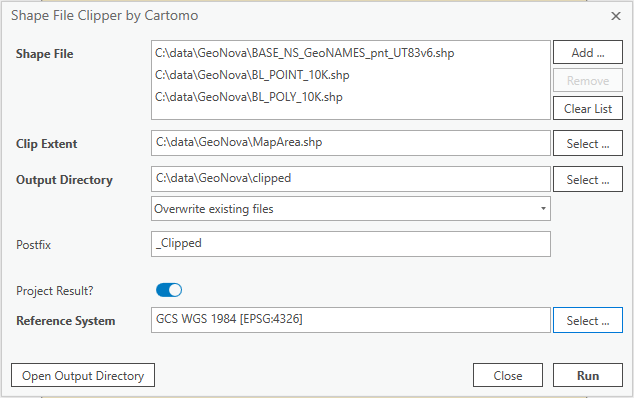 Shape File Clipper by Cartomo
Shape File
C:\data\GeoNova\BASE_NS_GeoNAMES_pnt_UT83v6.shp
C:\data\GeoNova\BL_POINT_10K.shp
C:\data\GeoNova\BL_POLY_10K.shp
Add ...
Remove
Clear List
Clip Extent
C:\data\GeoNova\MapArea.shp
Select ...
Output Directory
C:\data\GeoNova\clipped
Select ...
Overwrite existing files
Postfix
_Clipped
Project Result?
Reference System
GCS WGS 1984 [EPSG:4326]
Select ...
Open Output Directory
Close
Run